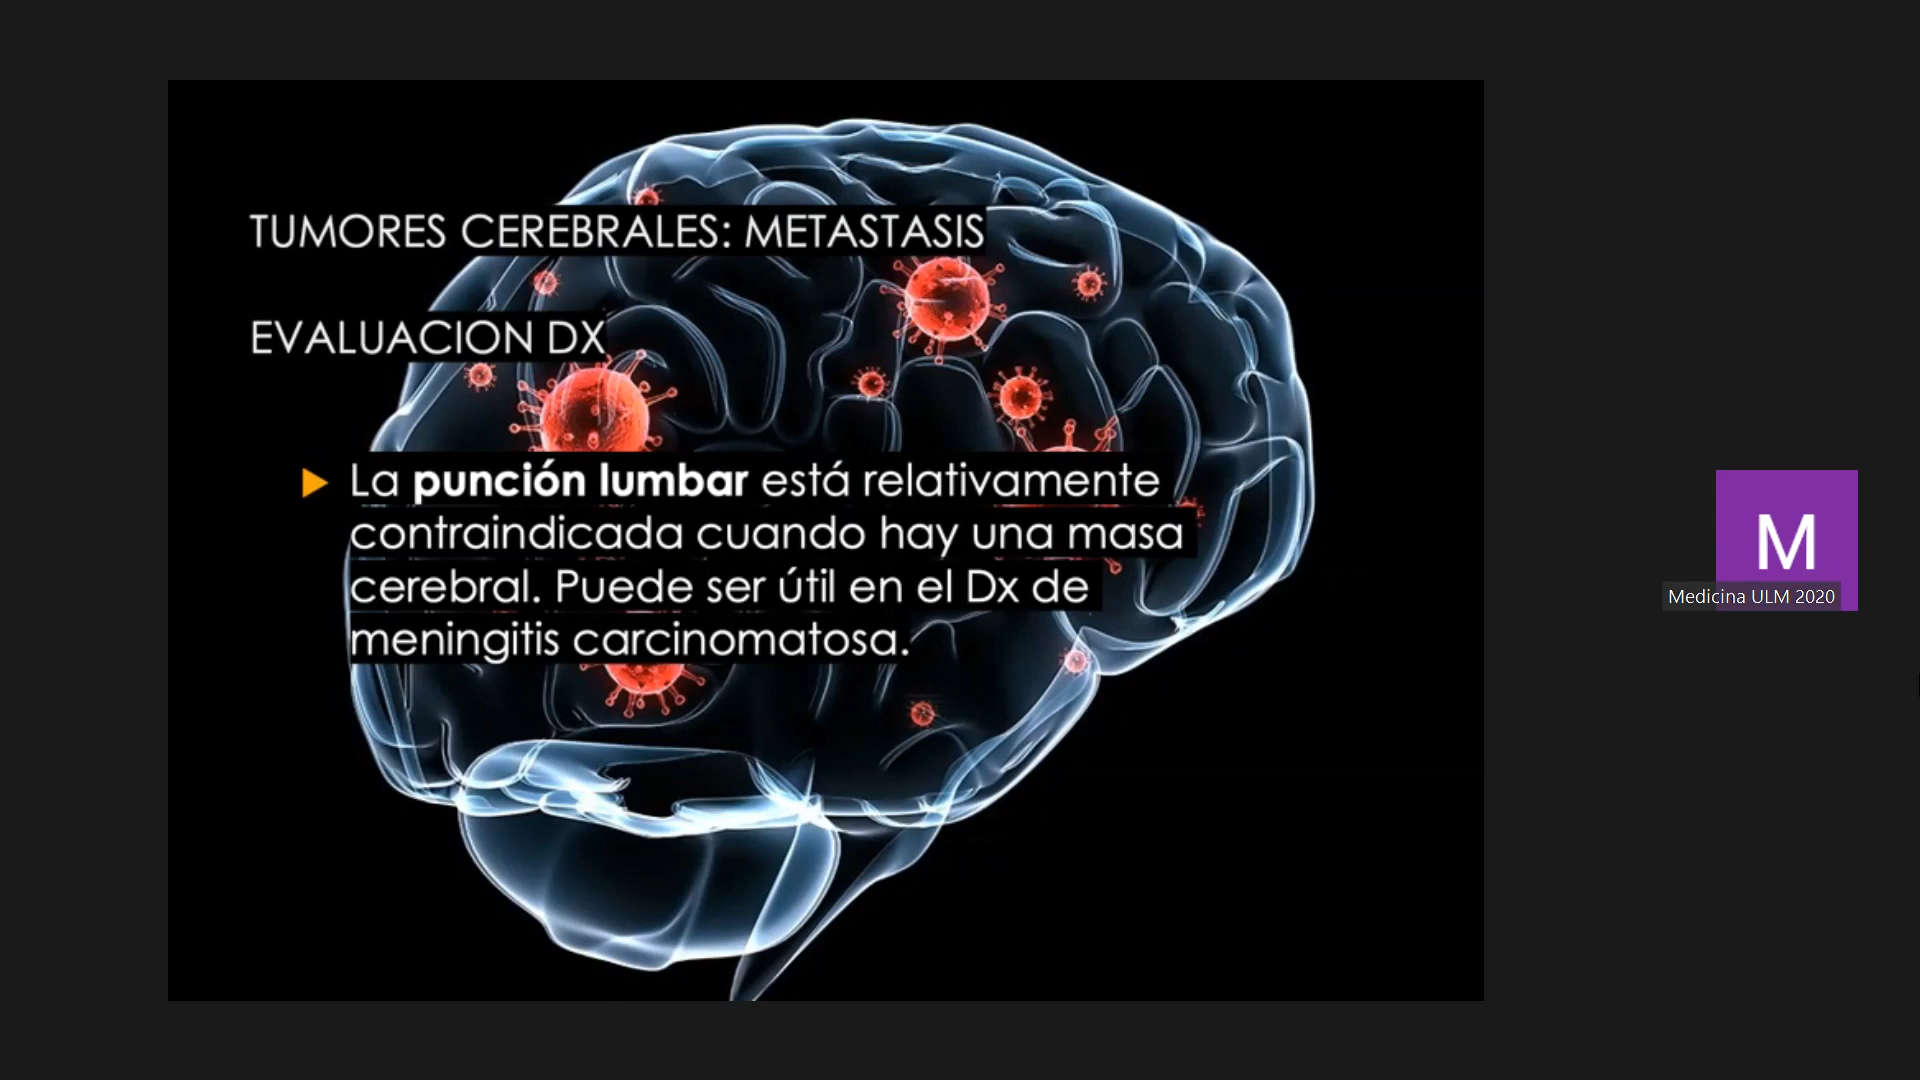 TUMORES CEREBRALES: METASTASIS
EVALUACION DX
La punción lumbar está relativamente
contraindicada cuando hay una masa
cerebral. Puede ser útil en el Dx de
meningitis carcinomatosa.
M
Medicina ULM 2020